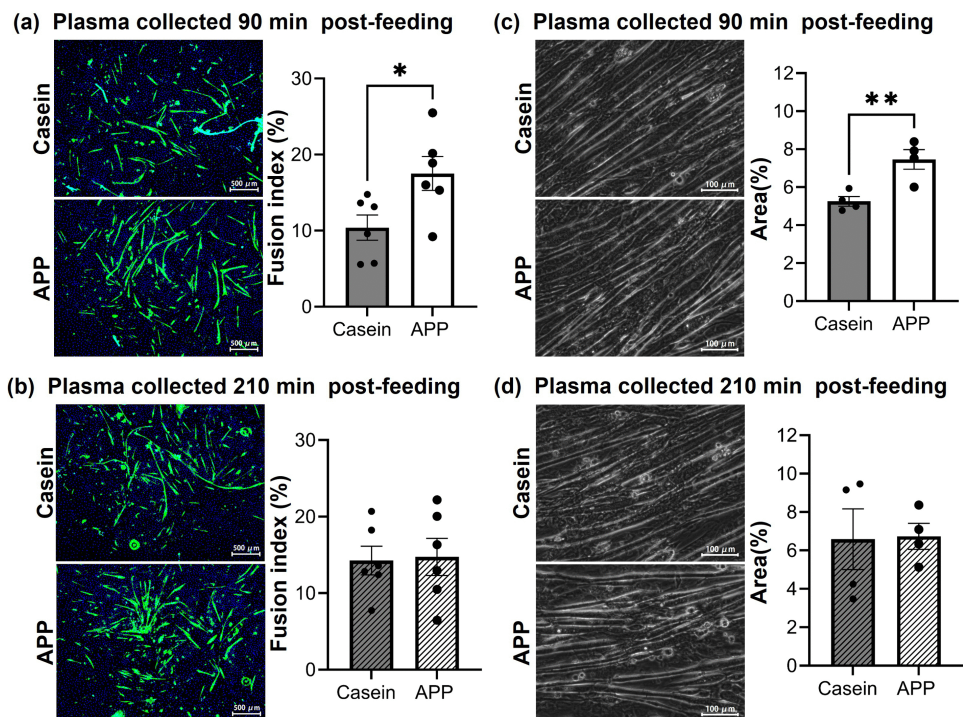 (a) Plasma collected 90 min post-feeding
Casein
500 μm
APP
500 μm
Fusion index (%)
30
20
10
0
*
Casein APP
(c) Plasma collected 90 min post-feeding
Casein
100 μm
APP
100 μm
Area(%)
12
10
8
6
4
2
0
**
Casein APP
(b) Plasma collected 210 min post-feeding
Casein
500 μm
APP
500 μm
Fusion index (%)
30
20
10
0
Casein APP
(d) Plasma collected 210 min post-feeding
Casein
100 μm
APP
100 μm
Area(%)
12
10
8
6
4
2
0
Casein APP